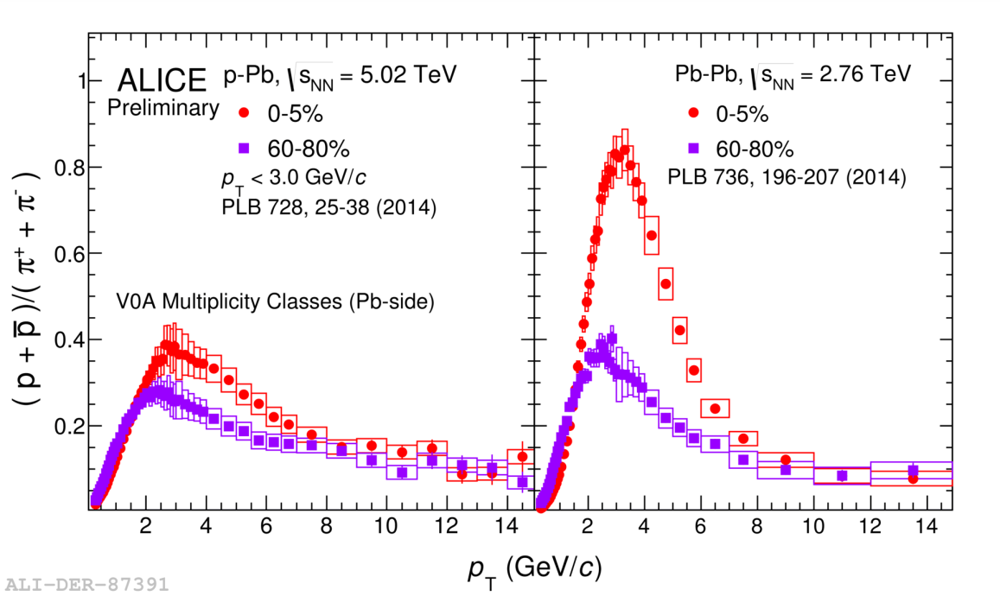 ALICE
Preliminary
p-Pb, √sNN = 5.02 TeV
0-5%
60-80%
pT < 3.0 GeV/c
PLB 728, 25-38 (2014)
V0A Multiplicity Classes (Pb-side)
Pb-Pb, √sNN = 2.76 TeV
0-5%
60-80%
PLB 736, 196-207 (2014)
(p + p̅)/(π+ + π-)
1
0.8
0.6
0.4
0.2
2 4 6 8 10 12 14
2 4 6 8 10 12 14
pT (GeV/c)
ALI-DER-87391